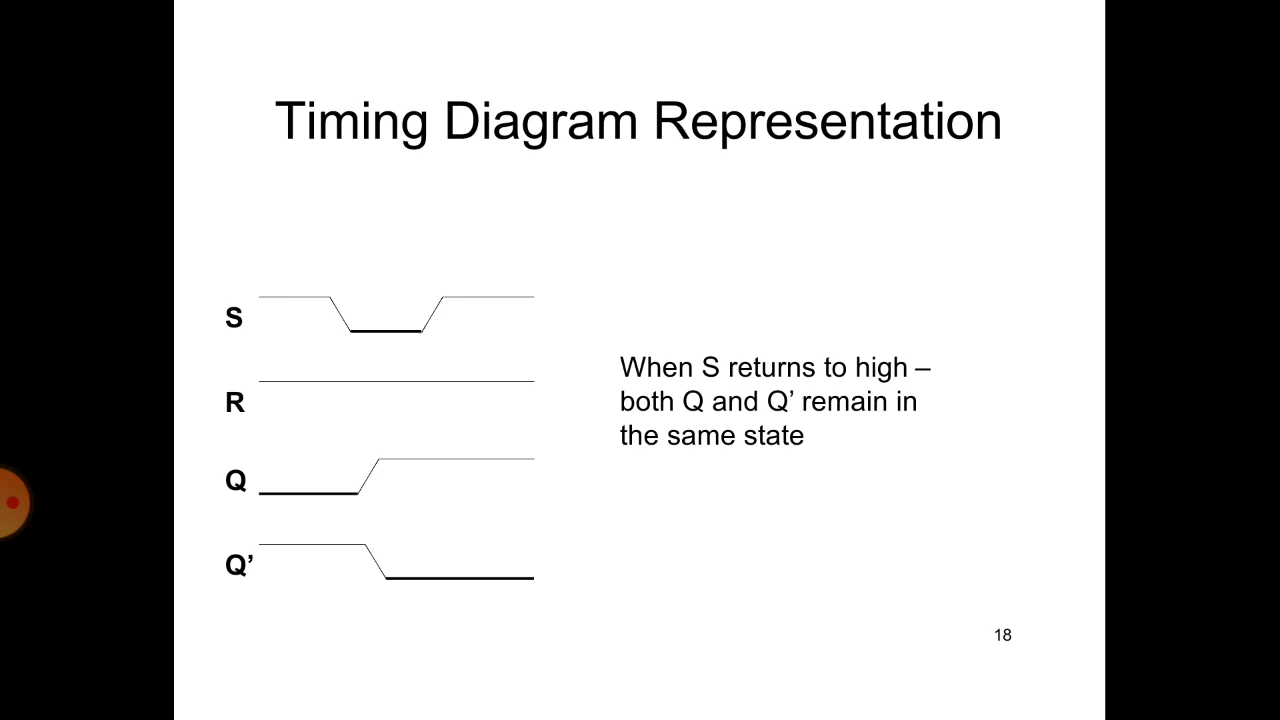 Timing Diagram Representation
S
R
Q
Q’
When S returns to high –
both Q and Q’ remain in
the same state
18